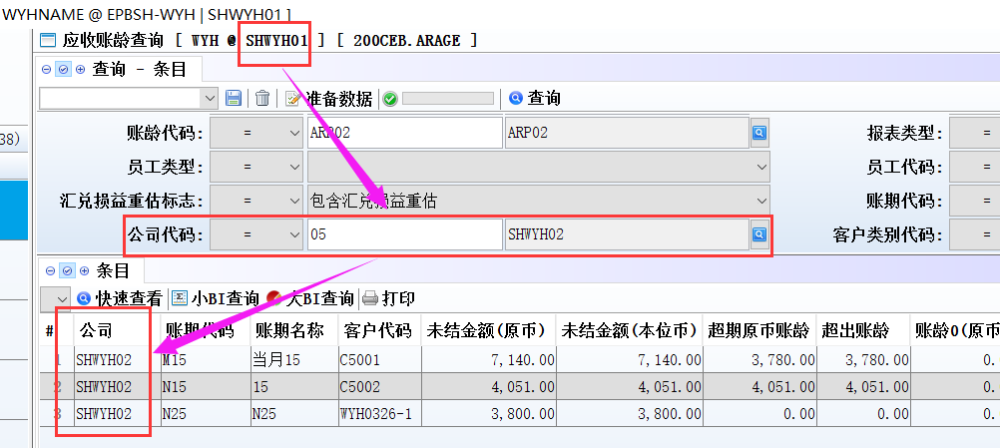 WYHNAME @ EPBSH-WYH | SHWYH01 ]
应收账龄查询 [ WYH @ SHWYH01 ] [ 200CEB.ARAGE ]
查询 - 条目
准备数据 查询
38)
账龄代码: = ARP02 ARP02 报表类型: =
员工类型: = 员工代码: =
汇兑损益重估标志: = 包含汇兑损益重估 账期代码: =
公司代码: = 05 SHWYH02 客户类别代码: =
条目
快速查看 小BI查询 大BI查询 打印
# 公司 账期代码 账期名称 客户代码 未结金额(原币) 未结金额(本位币) 超期原币账龄 超出账龄 账龄0(原币
1 SHWYH02 M15 当月15 C5001 7,140.00 7,140.00 3,780.00 3,780.00 0.
2 SHWYH02 N15 15 C5002 4,051.00 4,051.00 4,051.00 4,051.00 0.
3 SHWYH02 N25 N25 WYH0326-1 3,800.00 3,800.00 0.00 0.00 0.